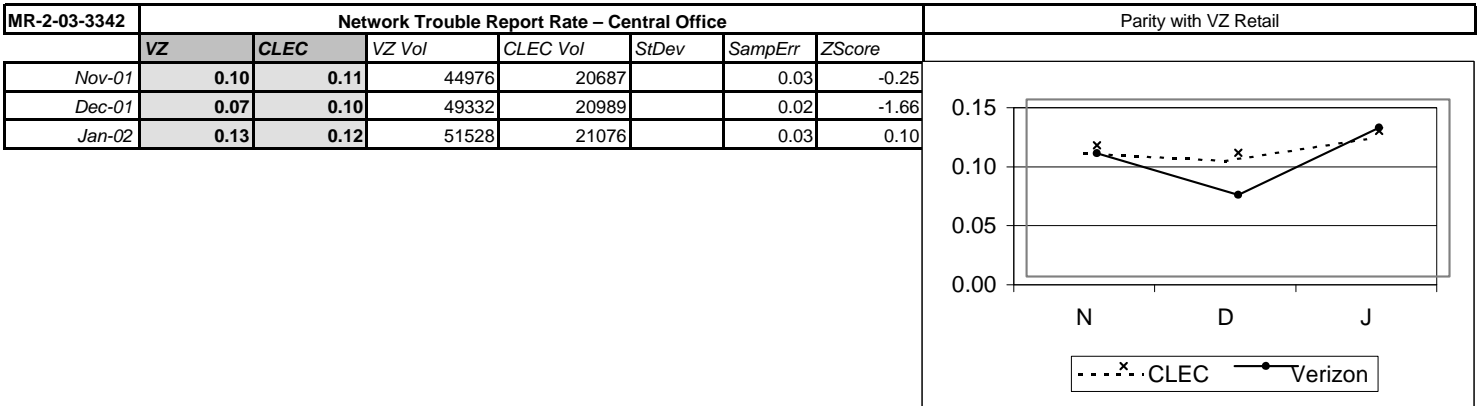 MR-2-03-3342 Network Trouble Report Rate – Central Office Parity with VZ Retail
VZ CLEC VZ Vol CLEC Vol StDev SampErr ZScore
Nov-01 0.10 0.11 44976 20687 0.03 -0.25
Dec-01 0.07 0.10 49332 20989 0.02 -1.66
Jan-02 0.13 0.12 51528 21076 0.03 0.10
0.15
0.10
0.05
0.00
N D J
CLEC Verizon